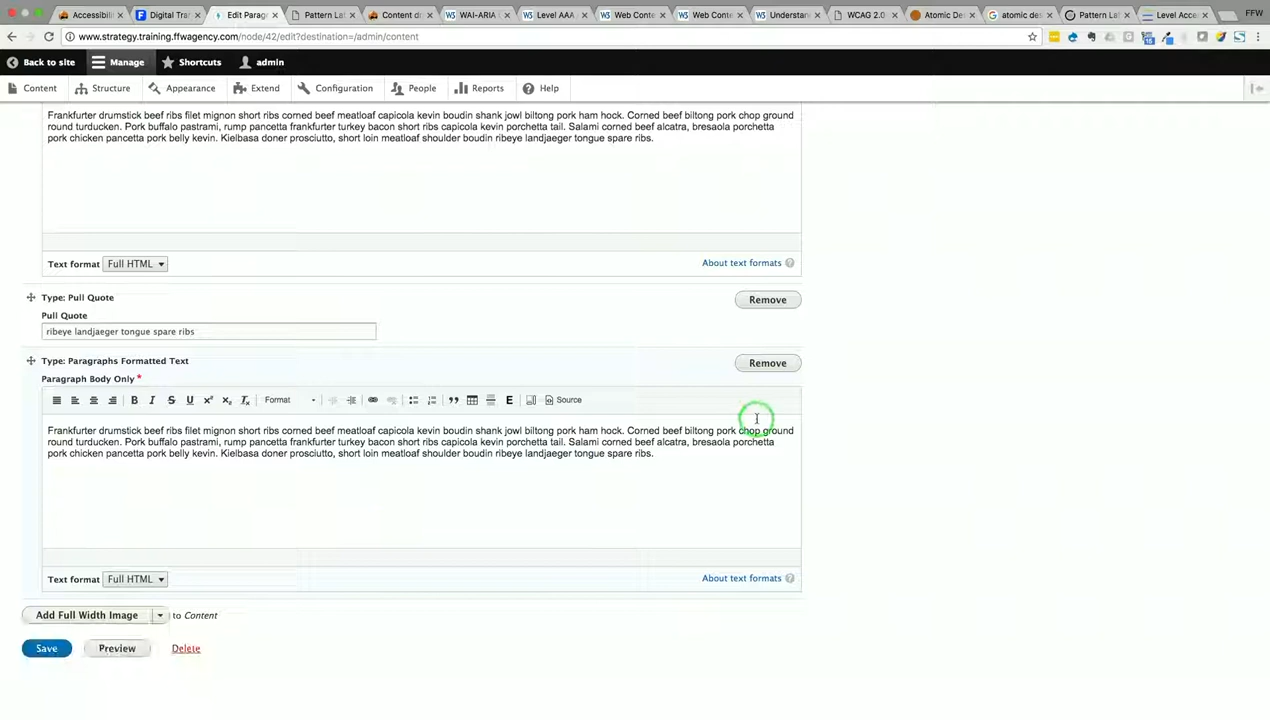 Accessibili
Digital Tran
Edit Parag
Pattern La
Content do
WAI-ARIA
Level AAA
Web Conte
Web Conte
Underst
WCAG 2.0
Atomic De
atomic des
Pattern Lab
Level Acce
FFW
www.strategy.training.ffwagency.com/node/42/edit?destination=/admin/content
Back to site
Manage
Shortcuts
admin
Content
Structure
Appearance
Extend
Configuration
People
Reports
Help
Frankfurter drumstick beef ribs filet mignon short ribs corned beef meatloaf capicola kevin boudin shank jowl biltong pork ham hock. Corned beef biltong pork chop ground
round turducken. Pork buffalo pastrami, rump pancetta frankfurter turkey bacon short ribs capicola kevin porchetta tail. Salami corned beef alcatra, bresaola porchetta
pork chicken pancetta pork belly kevin. Kielbasa doner prosciutto, short loin meatloaf shoulder boudin ribeye landjaeger tongue spare ribs.
Text format Full HTML
About text formats ?
Type: Pull Quote
Remove
Pull Quote
ribeye landjaeger tongue spare ribs
Type: Paragraphs Formatted Text
Remove
Paragraph Body Only *
B I S U x² x₂ Tx Format Source
Frankfurter drumstick beef ribs filet mignon short ribs corned beef meatloaf capicola kevin boudin shank jowl biltong pork ham hock. Corned beef biltong pork chop ground
round turducken. Pork buffalo pastrami, rump pancetta frankfurter turkey bacon short ribs capicola kevin porchetta tail. Salami corned beef alcatra, bresaola porchetta
pork chicken pancetta pork belly kevin. Kielbasa doner prosciutto, short loin meatloaf shoulder boudin ribeye landjaeger tongue spare ribs.
Text format Full HTML
About text formats ?
Add Full Width Image to Content
Save
Preview
Delete